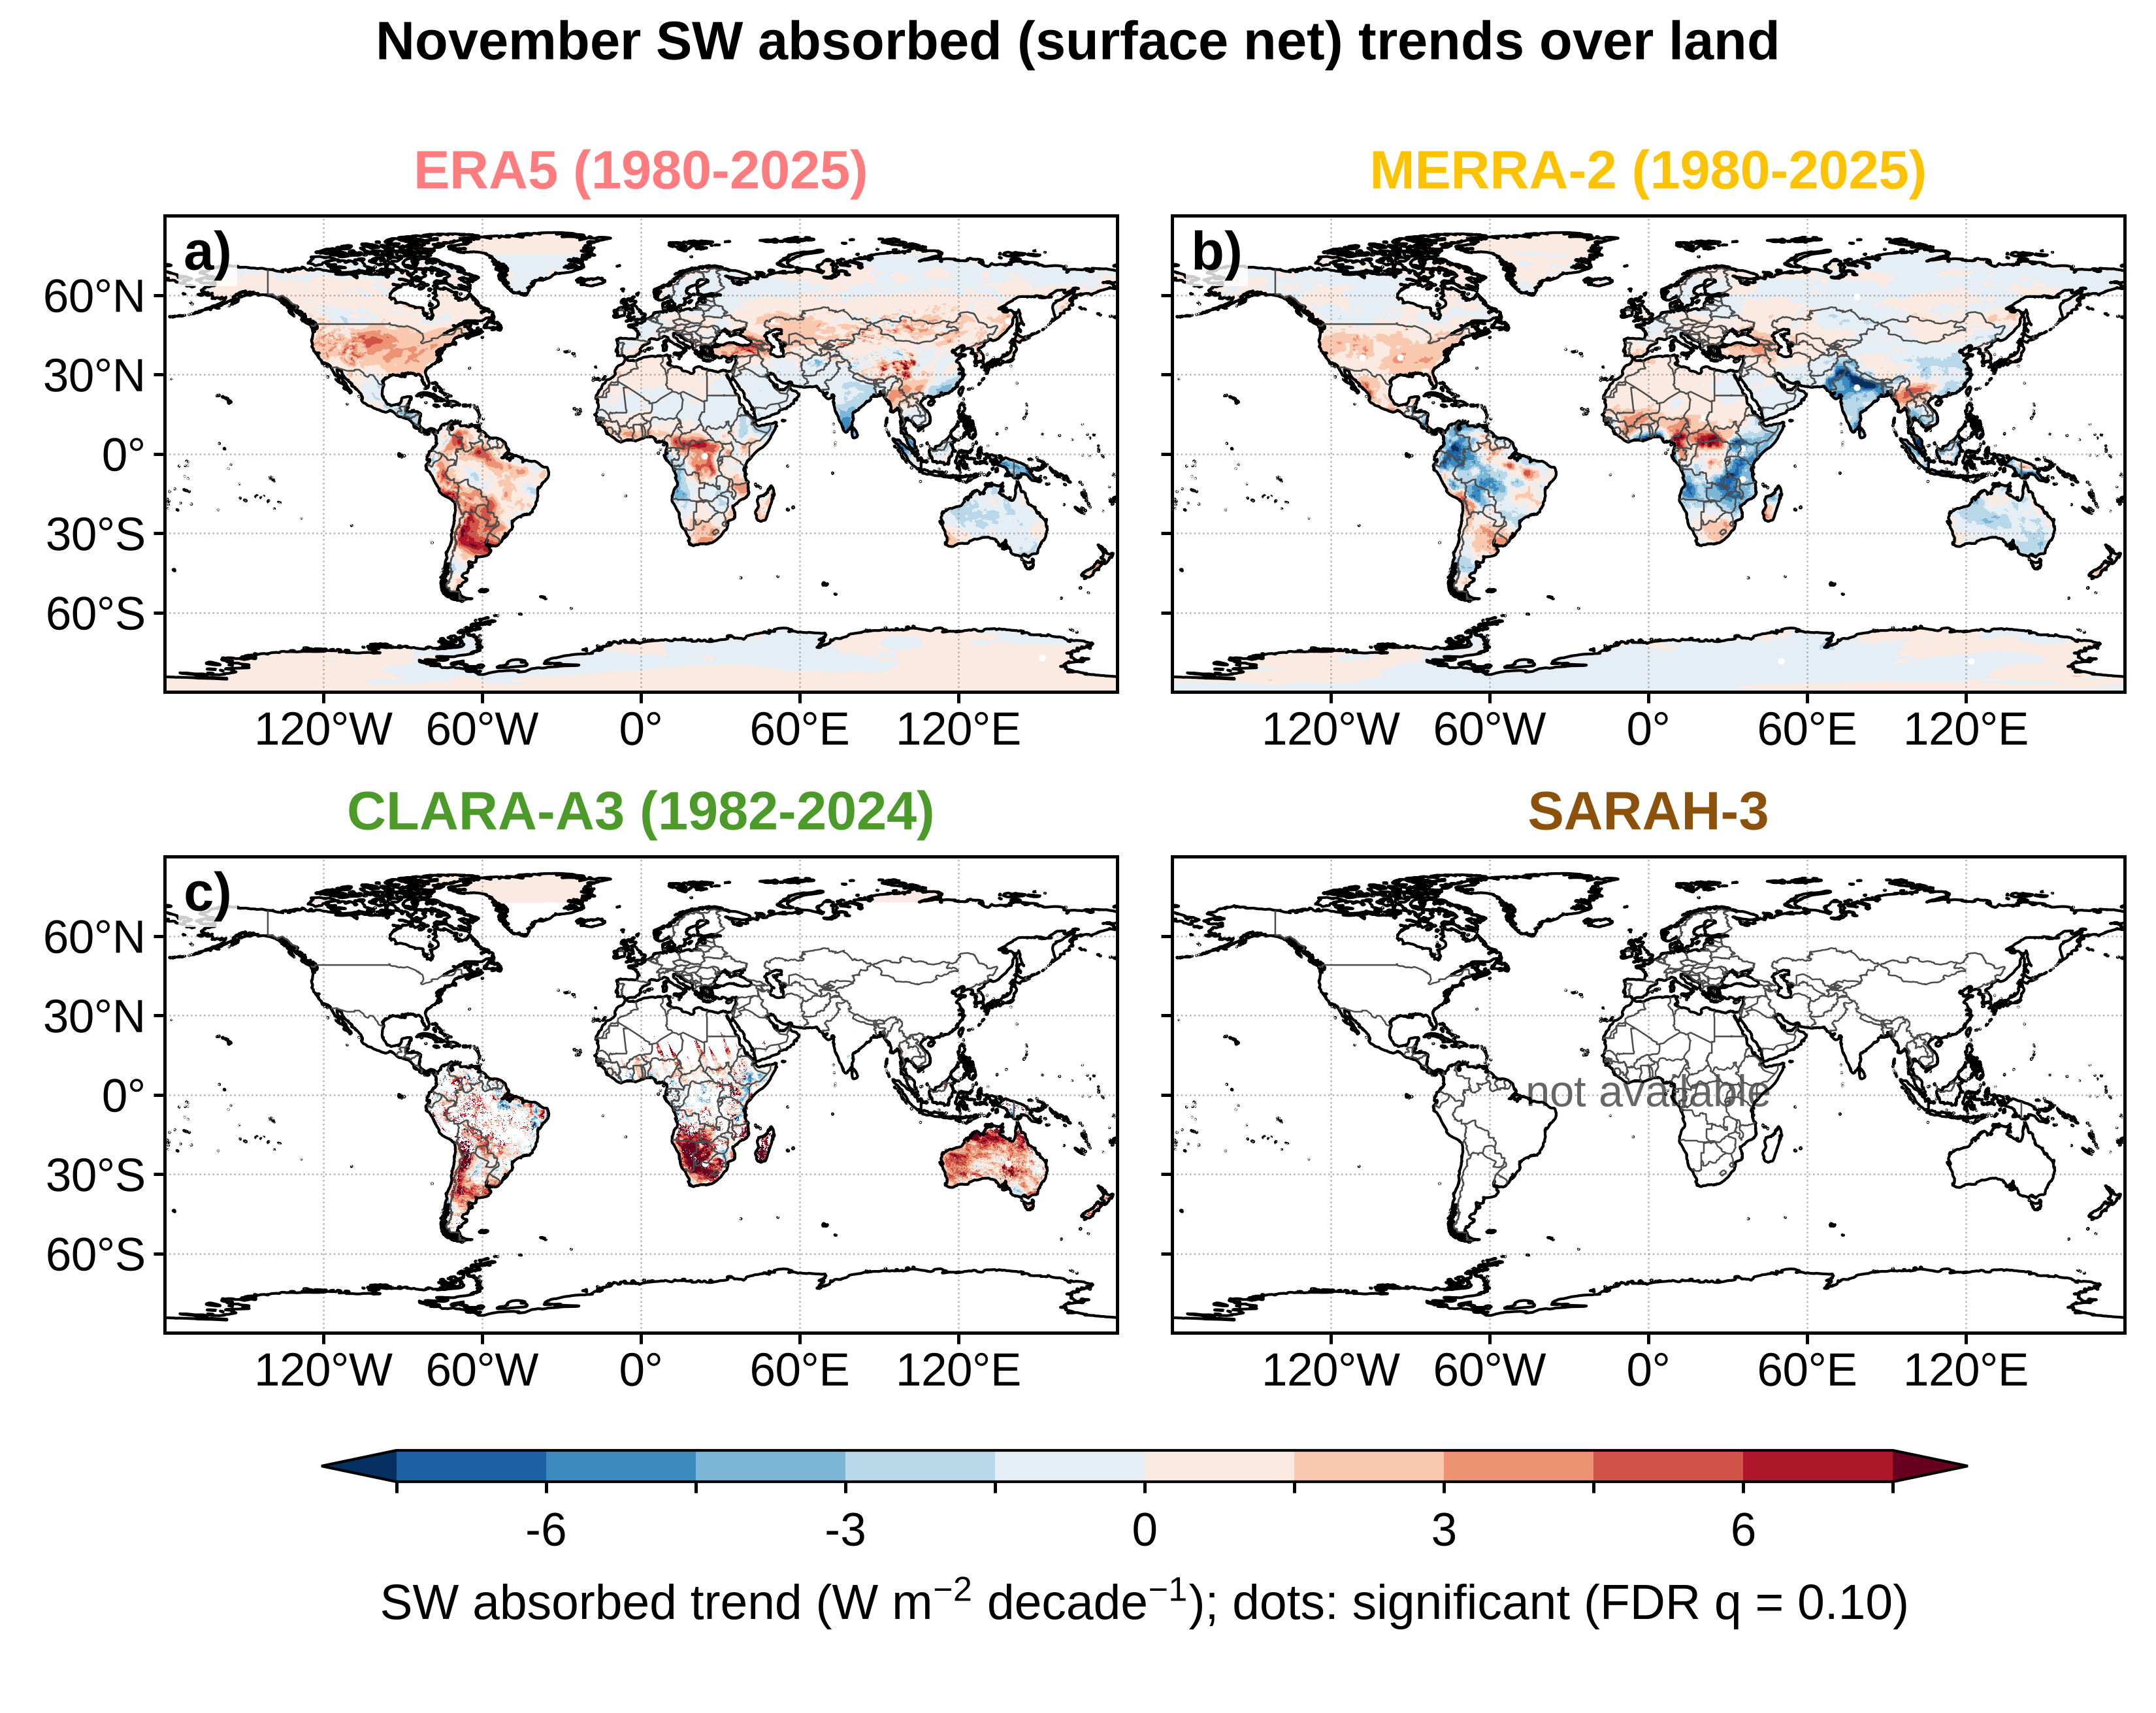 November SW absorbed (surface net) trends over land
ERA5 (1980-2025)
MERRA-2 (1980-2025)
a)
b)
60°N
30°N
0°
30°S
60°S
120°W 60°W 0° 60°E 120°E
120°W 60°W 0° 60°E 120°E
CLARA-A3 (1982-2024)
SARAH-3
c)
60°N
30°N
0°
30°S
60°S
not available
120°W 60°W 0° 60°E 120°E
120°W 60°W 0° 60°E 120°E
-6 -3 0 3 6
SW absorbed trend (W m⁻² decade⁻¹); dots: significant (FDR q = 0.10)